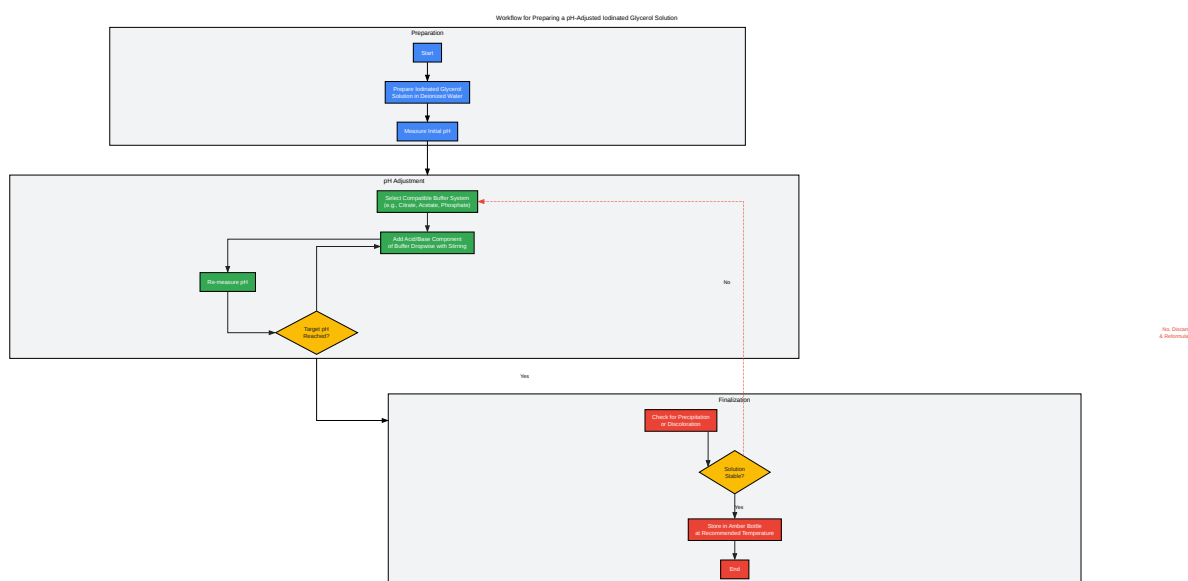 Workflow for Preparing a pH-Adjusted Iodinated Glycerol Solution
Preparation
Start
Prepare Iodinated Glycerol
Solution in Deionized Water
Measure Initial pH
pH Adjustment
Select Compatible Buffer System
(e.g., Citrate, Acetate, Phosphate)
Add Acid/Base Component
of Buffer Dropwise with Stirring
Re-measure pH
No
Target pH
Reached?
No, Discar
& Reformula
Yes
Finalization
Check for Precipitation
or Discoloration
Solution
Stable?
Yes
Store in Amber Bottle
at Recommended Temperature
End